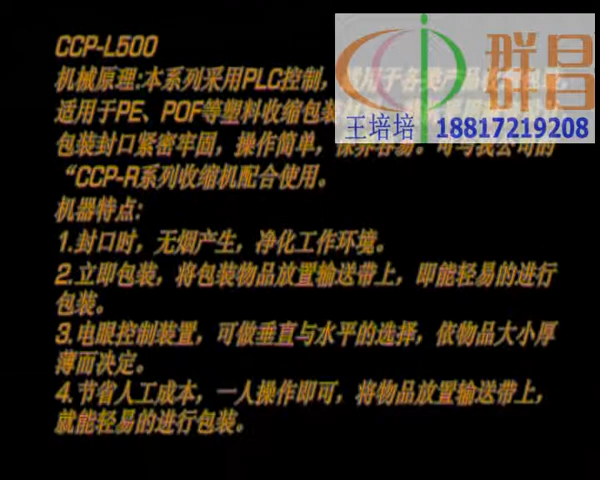 CCP-L500
机械原理:本系列采用PLC控制,适用于各类产品
适用于PE、POF等塑料收缩包装
包装封口紧密牢固,操作简单,保养容易。可与我公司的
“CCP-R系列收缩机配合使用。
机器特点:
1.封口时,无烟产生,净化工作环境。
2.立即包装,将包装物品放置输送带上,即能轻易的进行
包装。
3.电眼控制装置,可做垂直与水平的选择,依物品大小厚
薄而决定。
4.节省人工成本,一人操作即可,将物品放置输送带上,
就能轻易的进行包装。
群昌
王培培 18817219208